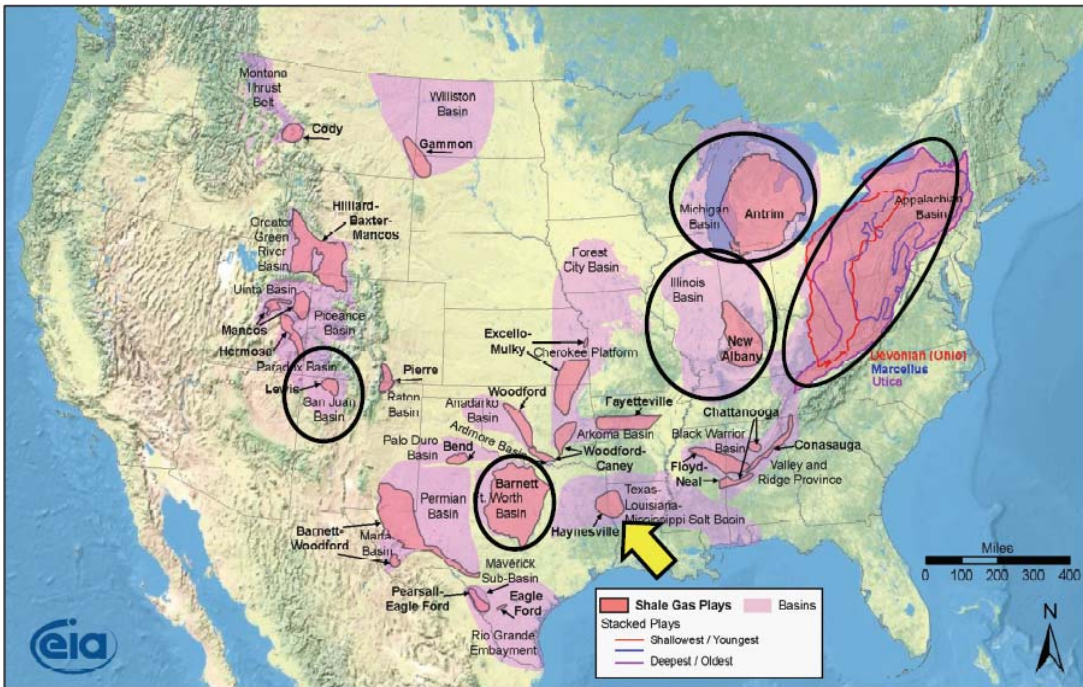 Montana
Thrust
Belt
Cody
Williston
Basin
Gammon
Hilliard-
Baxter-
Mancos
Greater
Green
River
Basin
Uinta Basin
Mancos
Piceance
Basin
Hermosa
Paradox Basin
Lewis
San Juan
Basin
Pierre
Raton
Basin
Anadarko
Basin
Palo Duro
Basin
Bend
Ardmore Basin
Woodford
Excello-
Mulky
Cherokee Platform
Forest
City Basin
Fayetteville
Arkoma Basin
Woodford-
Caney
Michigan
Basin
Antrim
Illinois
Basin
New
Albany
Appalachian
Basin
Devonian (Ohio)
Marcellus
Utica
Chattanooga
Black Warrior
Basin
Conasauga
Floyd-
Neal
Valley and
Ridge Province
Permian
Basin
Barnett
Ft. Worth
Basin
Barnett-
Woodford
Marfa
Basin
Haynesville
Texas-
Louisiana-
Mississippi Salt Basin
Maverick
Sub-Basin
Pearsall-
Eagle Ford
Eagle
Ford
Rio Grande
Embayment
Miles
0 100 200 300 400
N
Shale Gas Plays
Basins
Stacked Plays
Shallowest / Youngest
Deepest / Oldest
eia